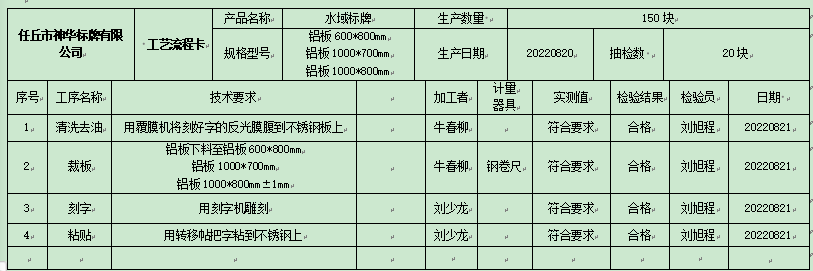 任丘市神华标牌有限公司
工艺流程卡
产品名称 水域标牌 生产数量 150 块
规格型号
铝板 600*800mm
铝板 1000*700mm
铝板 1000*800mm
生产日期 20220820 抽检数 20 块
序号 工序名称 技术要求 加工者 计量器具 实测值 检验结果 检验员 日期
1 清洗去油 用覆膜机将刻好字的反光膜腹到不锈钢板上 牛春柳 符合要求 合格 刘旭程 20220821
2 裁板
铝板下料至铝板 600*800mm
铝板 1000*700mm
铝板 1000*800mm±1mm
牛春柳 钢卷尺 符合要求 合格 刘旭程 20220821
3 刻字 用刻字机雕刻 刘少龙 符合要求 合格 刘旭程 20220821
4 粘贴 用转移帖把字粘到不锈钢上 刘少龙 符合要求 合格 刘旭程 20220821